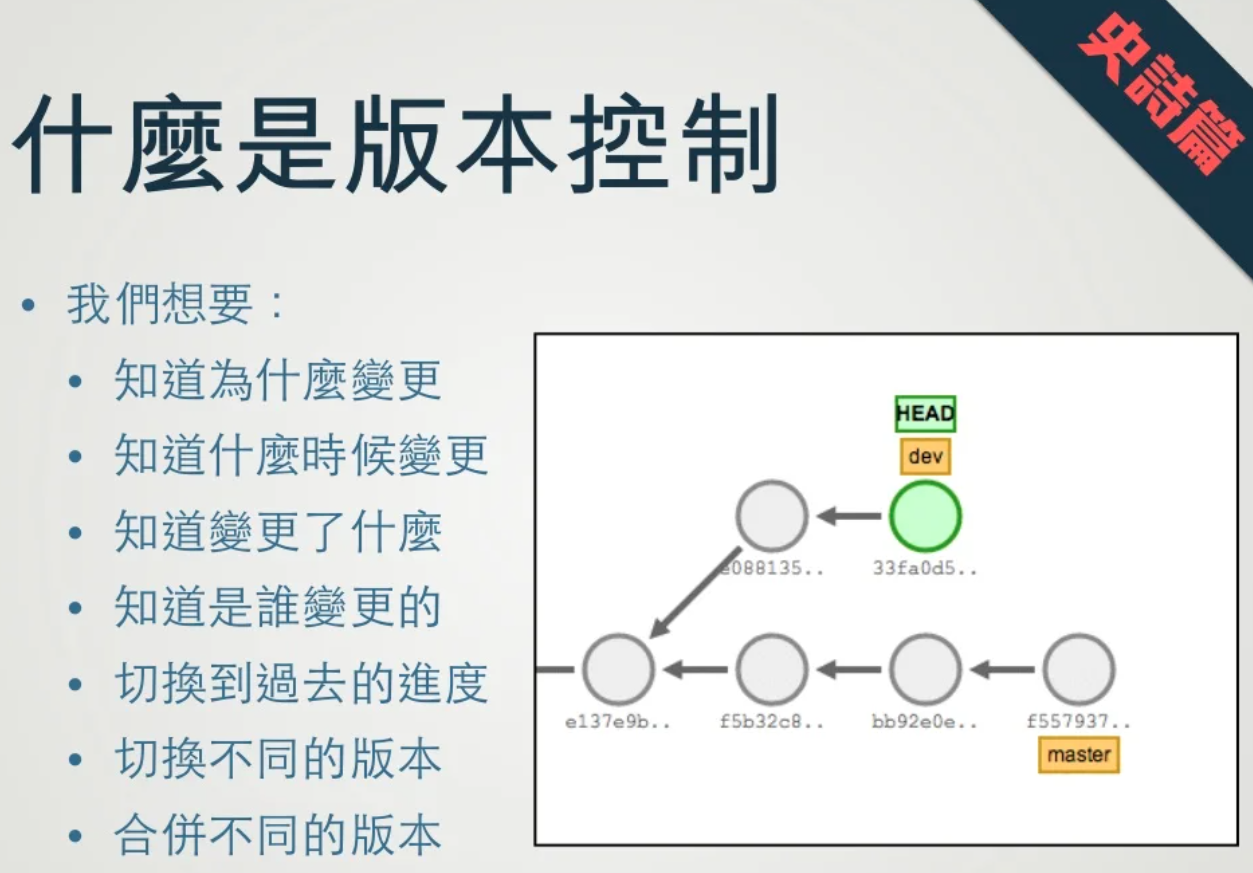 史詩篇
什麼是版本控制
• 我們想要：
• 知道為什麼變更
• 知道什麼時候變更
• 知道變更了什麼
• 知道是誰變更的
• 切換到過去的進度
• 切換不同的版本
• 合併不同的版本
HEAD
dev
e088135.. 33fa0d5..
e137e9b.. f5b32c8.. bb92e0e.. f557937..
master